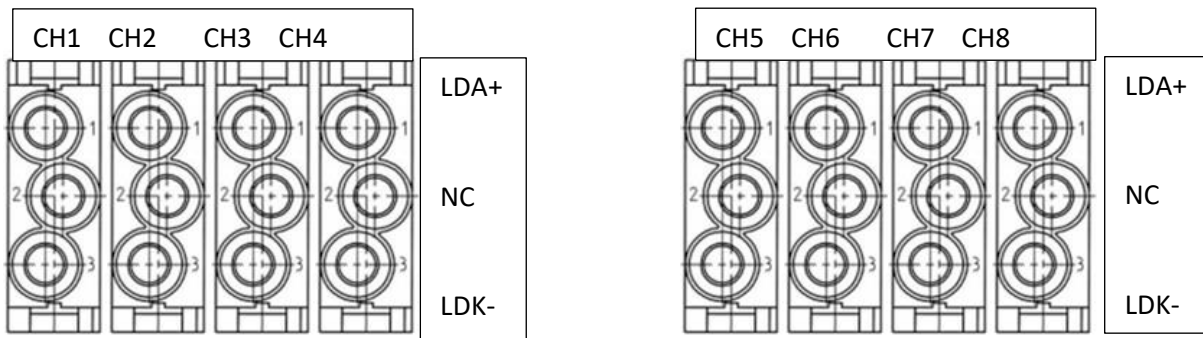 CH1 CH2 CH3 CH4
LDA+
1 1 1 1
2 2 2 2
NC
3 3 3 3
LDK-
CH5 CH6 CH7 CH8
LDA+
1 1 1 1
2 2 2 2
NC
3 3 3 3
LDK-